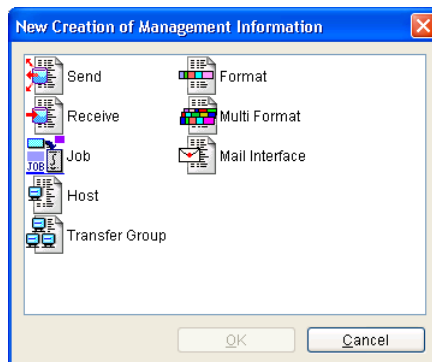 New Creation of Management Information
Send
Format
Receive
Multi Format
JOB
Job
Mail Interface
Host
Transfer Group
OK
Cancel